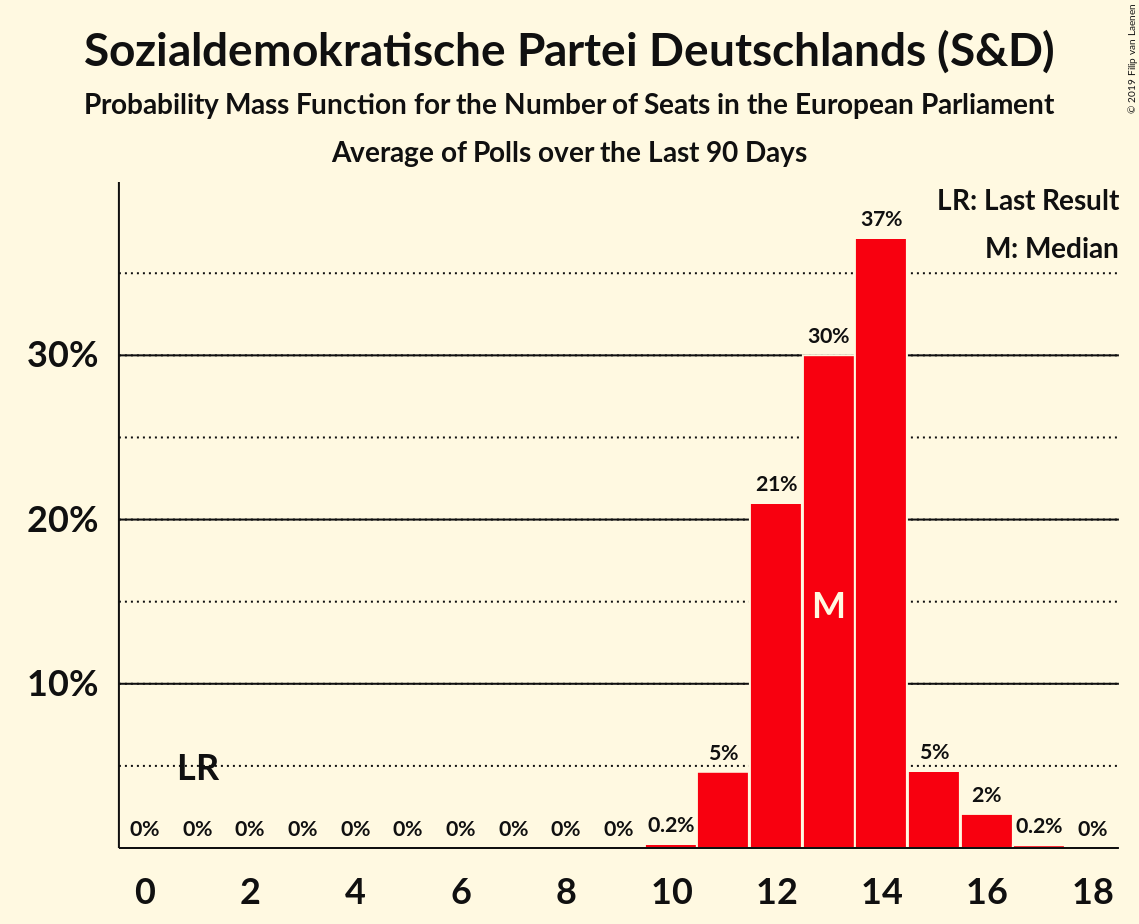 Sozialdemokratische Partei Deutschlands (S&D)
Probability Mass Function for the Number of Seats in the European Parliament
Average of Polls over the Last 90 Days
© 2019 Filip van Laenen
LR: Last Result
M: Median
37%
30%
30%
21%
20%
M
10%
5%
5%
LR
2%
0% 0% 0% 0% 0% 0% 0% 0% 0% 0% 0.2% 0.2% 0%
0 2 4 6 8 10 12 14 16 18